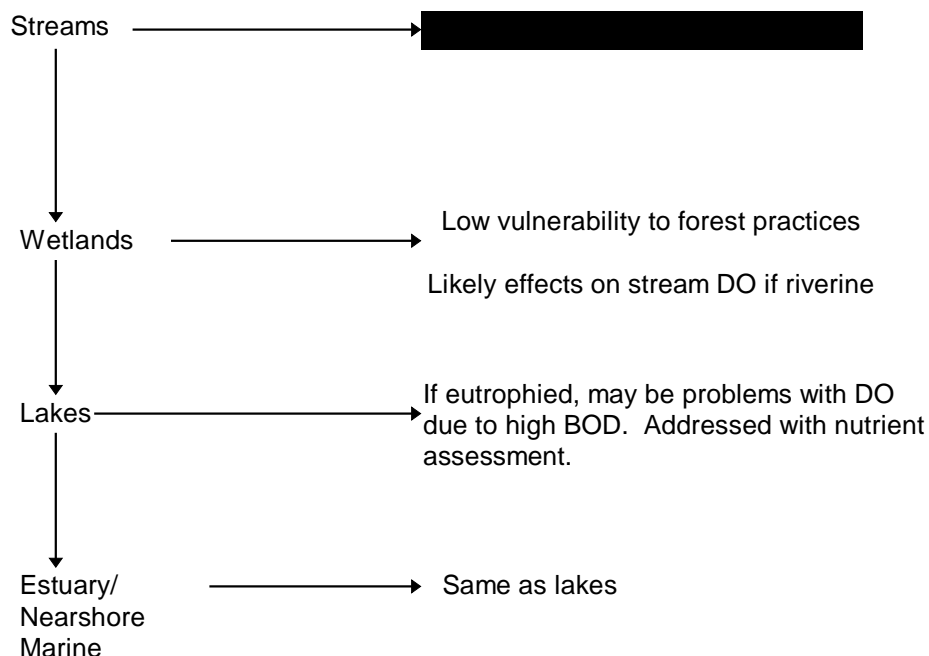 Streams
Wetlands
Low vulnerability to forest practices
Likely effects on stream DO if riverine
Lakes
If eutrophied, may be problems with DO
due to high BOD. Addressed with nutrient
assessment.
Estuary/
Nearshore
Marine
Same as lakes